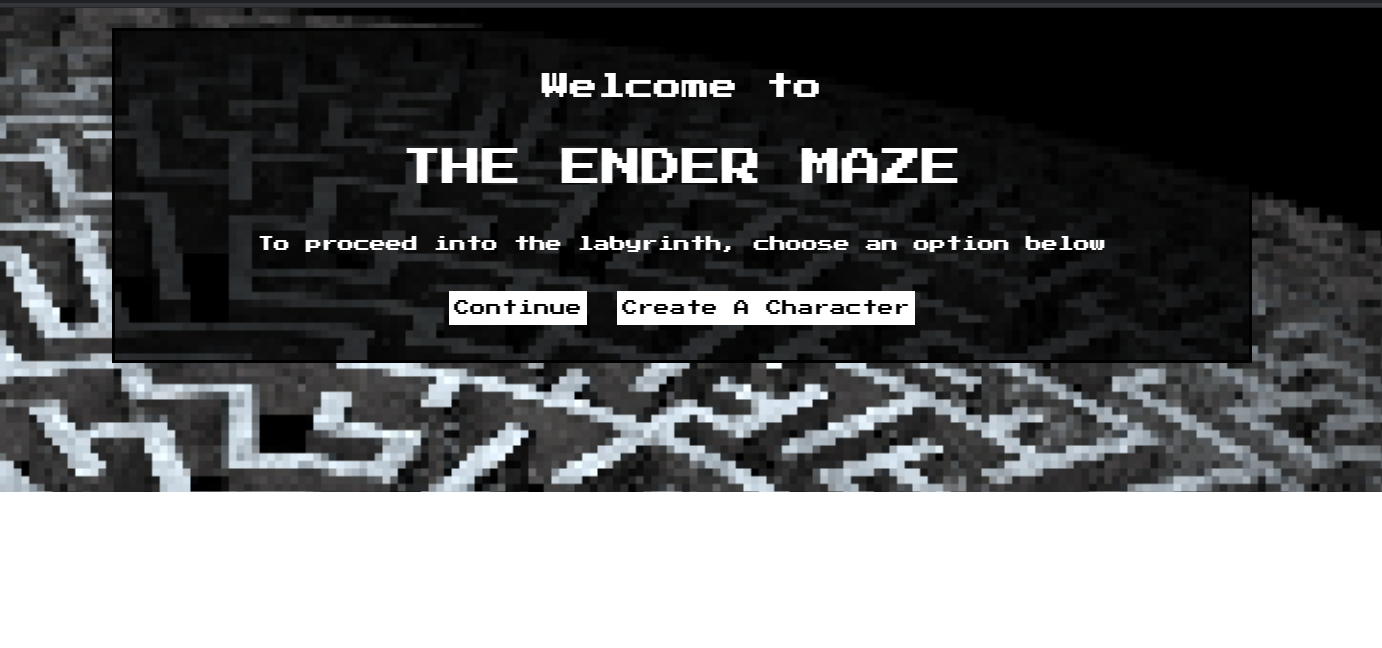 Welcome to
THE ENDER MAZE
To proceed into the labyrinth, choose an option below
Continue Create A Character